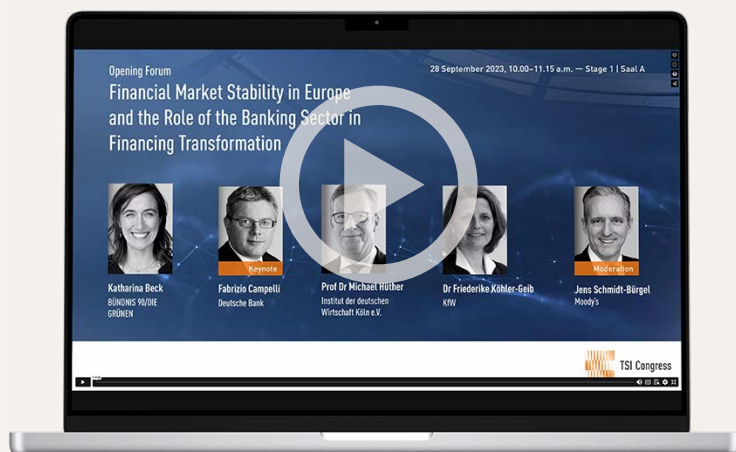 Opening Forum
28 September 2023, 10.00–11.15 a.m. — Stage 1 | Saal A
Financial Market Stability in Europe
and the Role of the Banking Sector in
Financing Transformation
Keynote
Moderation
Katharina Beck
BÜNDNIS 90/DIE
GRÜNEN
Fabrizio Campelli
Deutsche Bank
Prof Dr Michael Hüther
Institut der deutschen
Wirtschaft Köln e.V.
Dr Friederike Köhler-Geib
KfW
Jens Schmidt-Bürgel
Moody's
TSI Congress